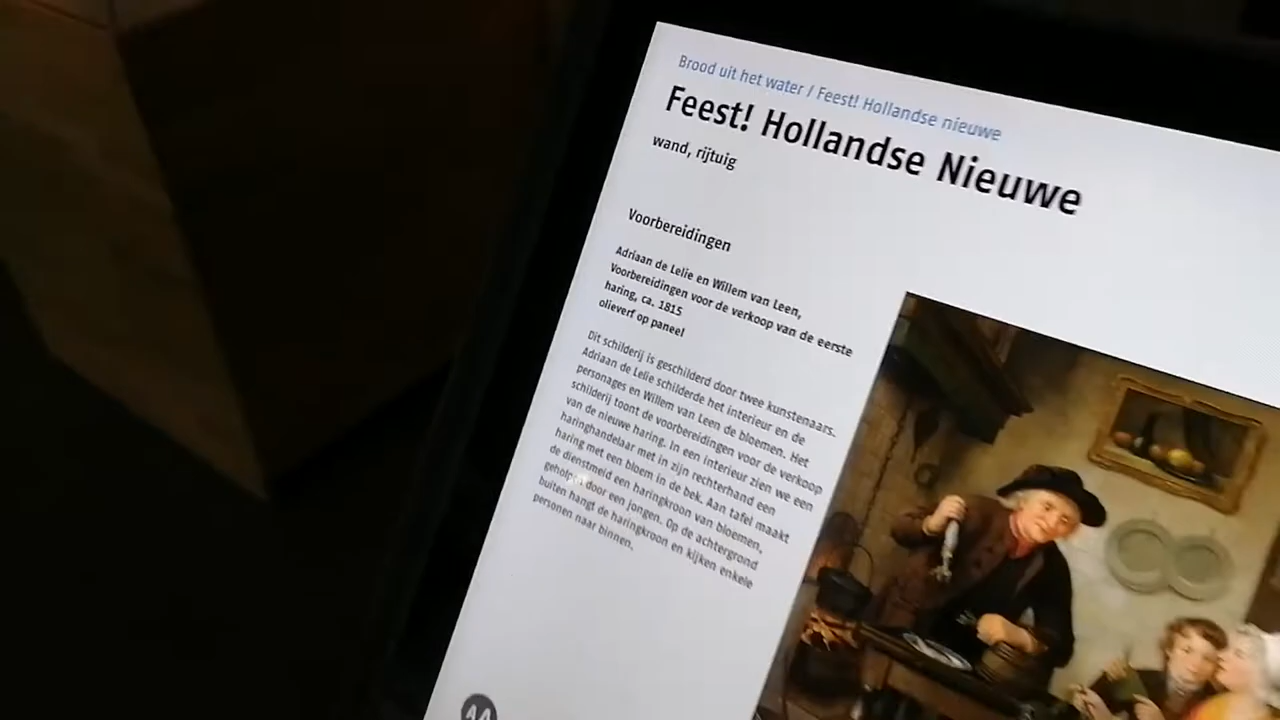 Brood uit het water / Feest! Hollandse nieuwe
Feest! Hollandse Nieuwe
wand, rijtuig
Voorbereidingen
Adriaan de Lelie en Willem van Leen,
Voorbereidingen voor de verkoop van de eerste
haring, ca. 1815
olieverf op paneel
Dit schilderij is geschilderd door twee kunstenaars.
Adriaan de Lelie schilderde het interieur en de
personages en Willem van Leen de bloemen. Het
schilderij toont de voorbereidingen voor de verkoop
van de nieuwe haring. In een interieur zien we een
haringhandelaar met in zijn rechterhand een
haring met een bloem in de bek. Aan tafel maakt
de dienstmeid een haringkroon van bloemen,
geholpen door een jongen. Op de achtergrond
buiten hangt de haringkroon en kijken enkele
personen naar binnen.
AA